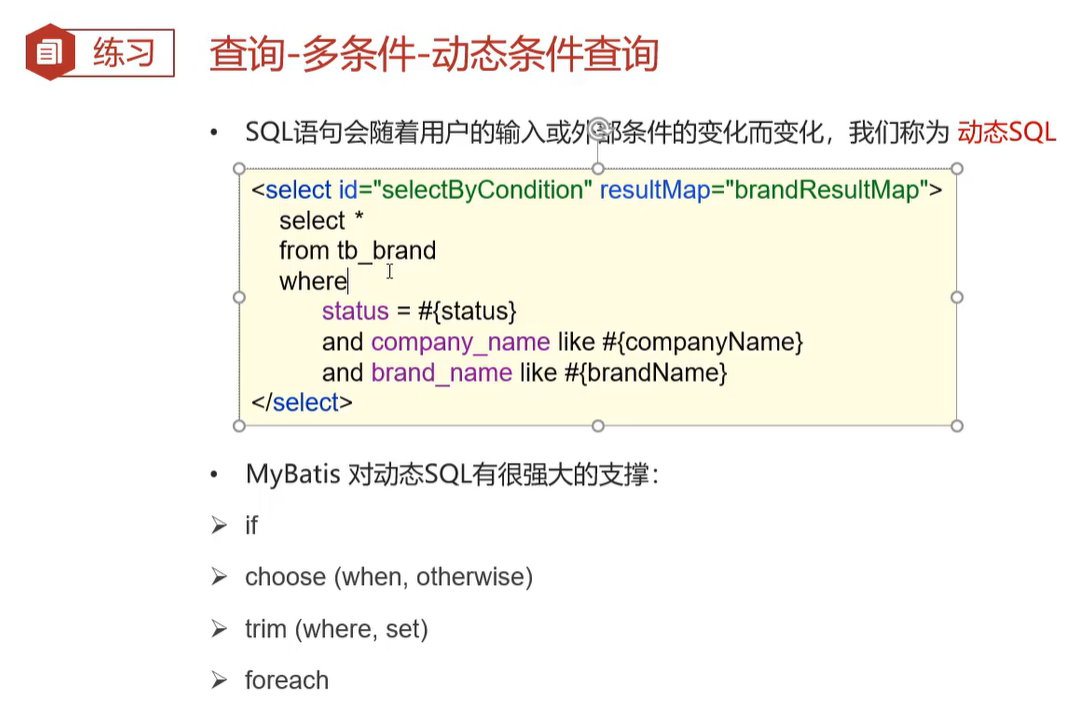 练习
查询-多条件-动态条件查询
• SQL语句会随着用户的输入或外部条件的变化而变化，我们称为 动态SQL
<select id="selectByCondition" resultMap="brandResultMap">
select *
from tb_brand
where
status = #{status}
and company_name like #{companyName}
and brand_name like #{brandName}
</select>
• MyBatis 对动态SQL有很强大的支撑：
➢ if
➢ choose (when, otherwise)
➢ trim (where, set)
➢ foreach